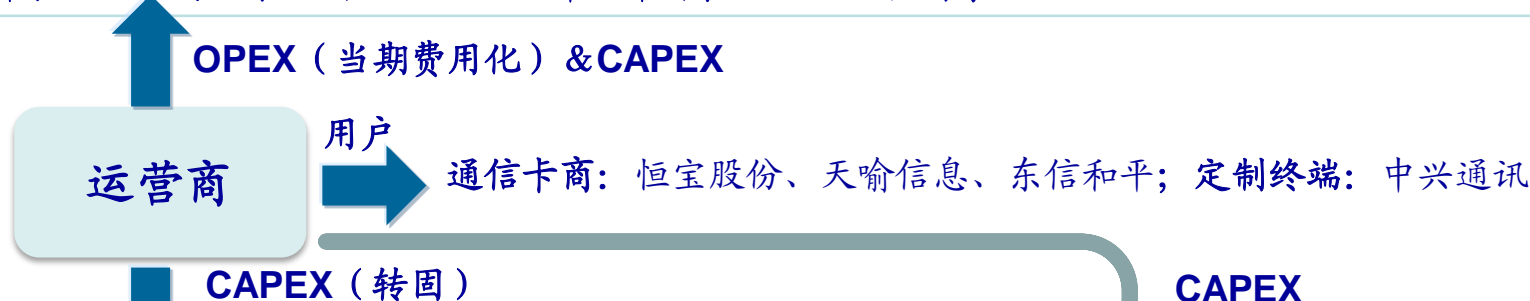 OPEX（当期费用化）&CAPEX
用户
运营商
通信卡商：恒宝股份、天喻信息、东信和平；定制终端：中兴通讯
CAPEX（转固）
CAPEX